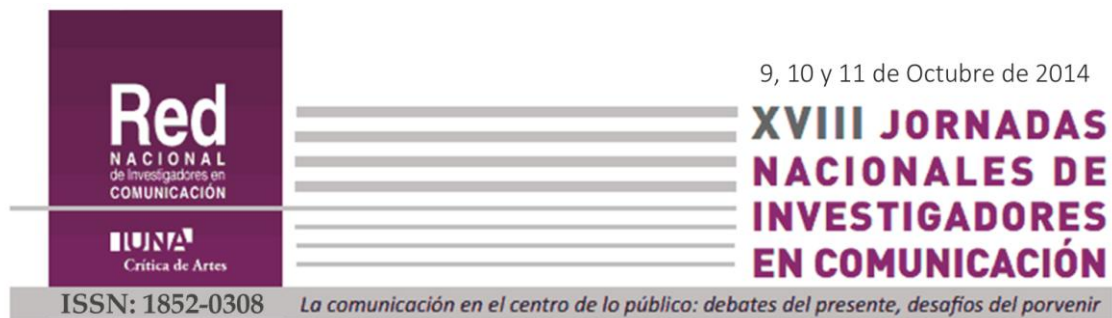 Red
NACIONAL
de Investigadores en
COMUNICACIÓN
IUNA
Crítica de Artes
9, 10 y 11 de Octubre de 2014
XVIII JORNADAS
NACIONALES DE
INVESTIGADORES
EN COMUNICACIÓN
ISSN: 1852-0308
La comunicación en el centro de lo público: debates del presente, desafíos del porvenir